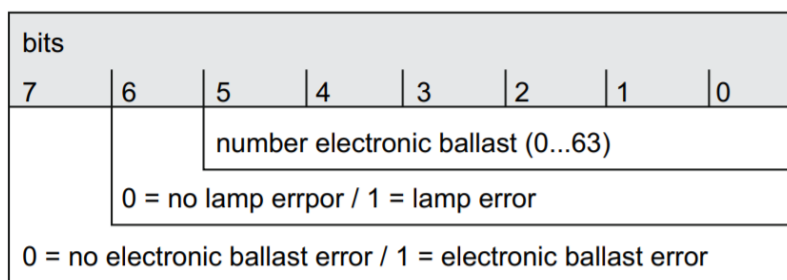 bits
7 6 5 4 3 2 1 0
number electronic ballast (0...63)
0 = no lamp errpor / 1 = lamp error
0 = no electronic ballast error / 1 = electronic ballast error